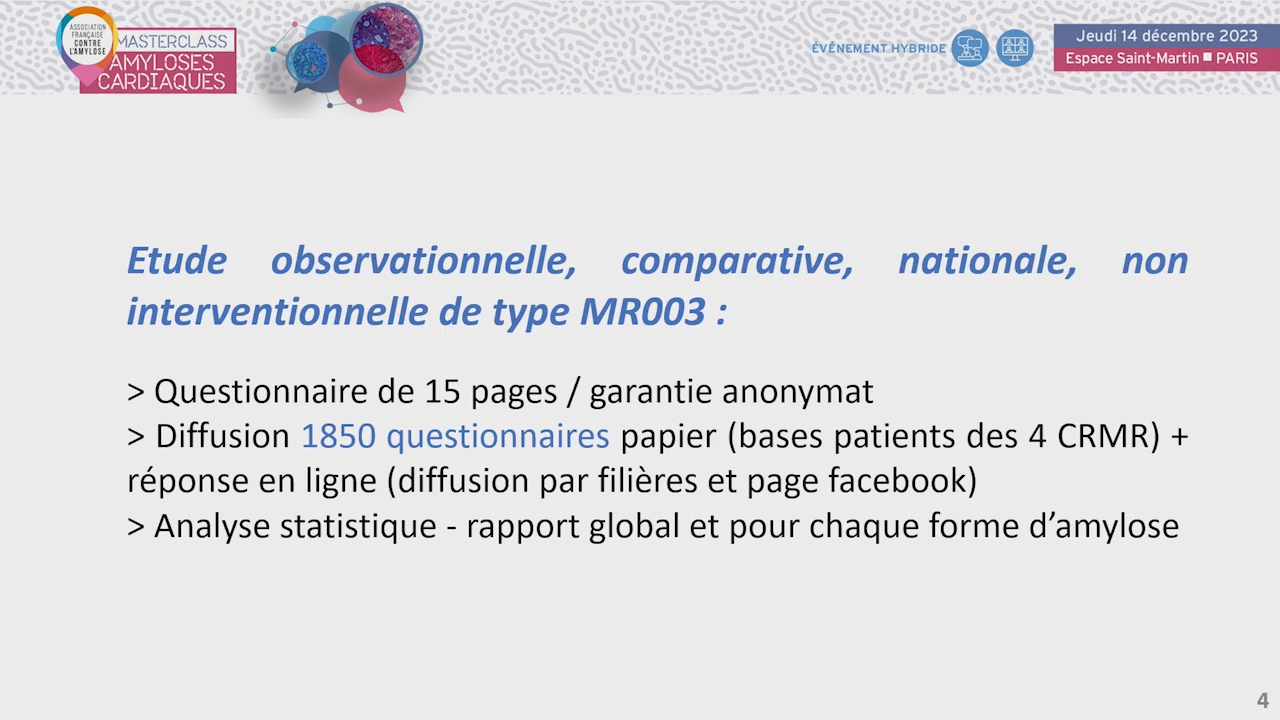 ASSOCIATION
FRANÇAISE
CONTRE
L'AMYLOSE
MASTERCLASS
AMYLOSES
CARDIAQUES
ÉVÉNEMENT HYBRIDE
Jeudi 14 décembre 2023
Espace Saint-Martin ■ PARIS
Etude observationnelle, comparative, nationale, non
interventionnelle de type MR003 :
> Questionnaire de 15 pages / garantie anonymat
> Diffusion 1850 questionnaires papier (bases patients des 4 CRMR) +
réponse en ligne (diffusion par filières et page facebook)
> Analyse statistique - rapport global et pour chaque forme d’amylose
4